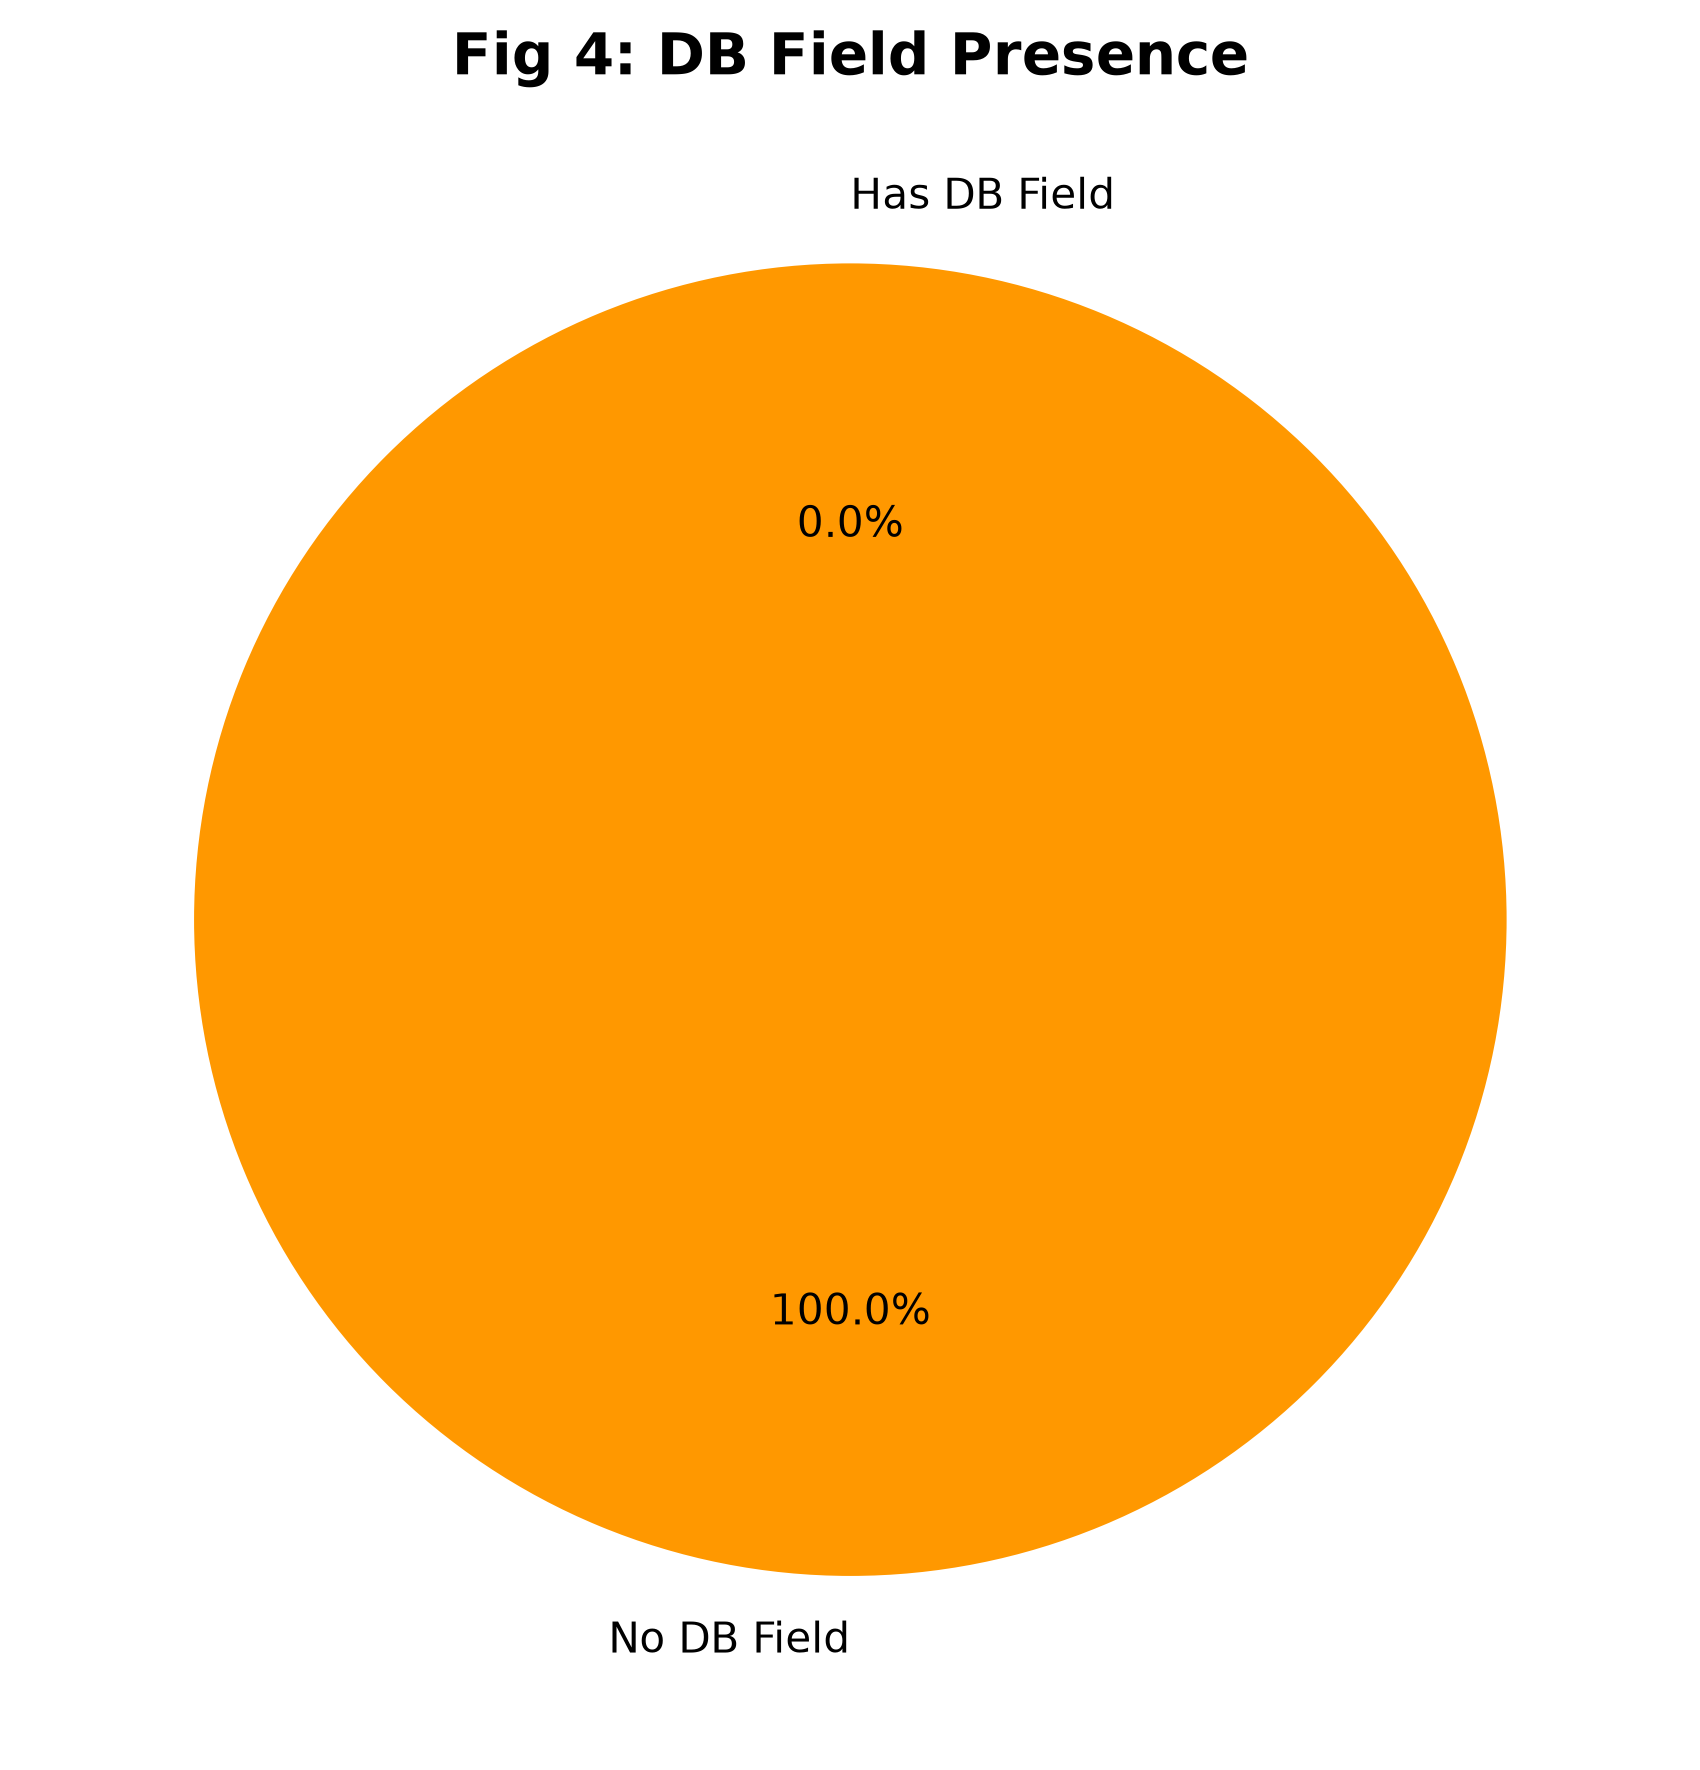 Fig 4: DB Field Presence
Has DB Field
0.0%
100.0%
No DB Field